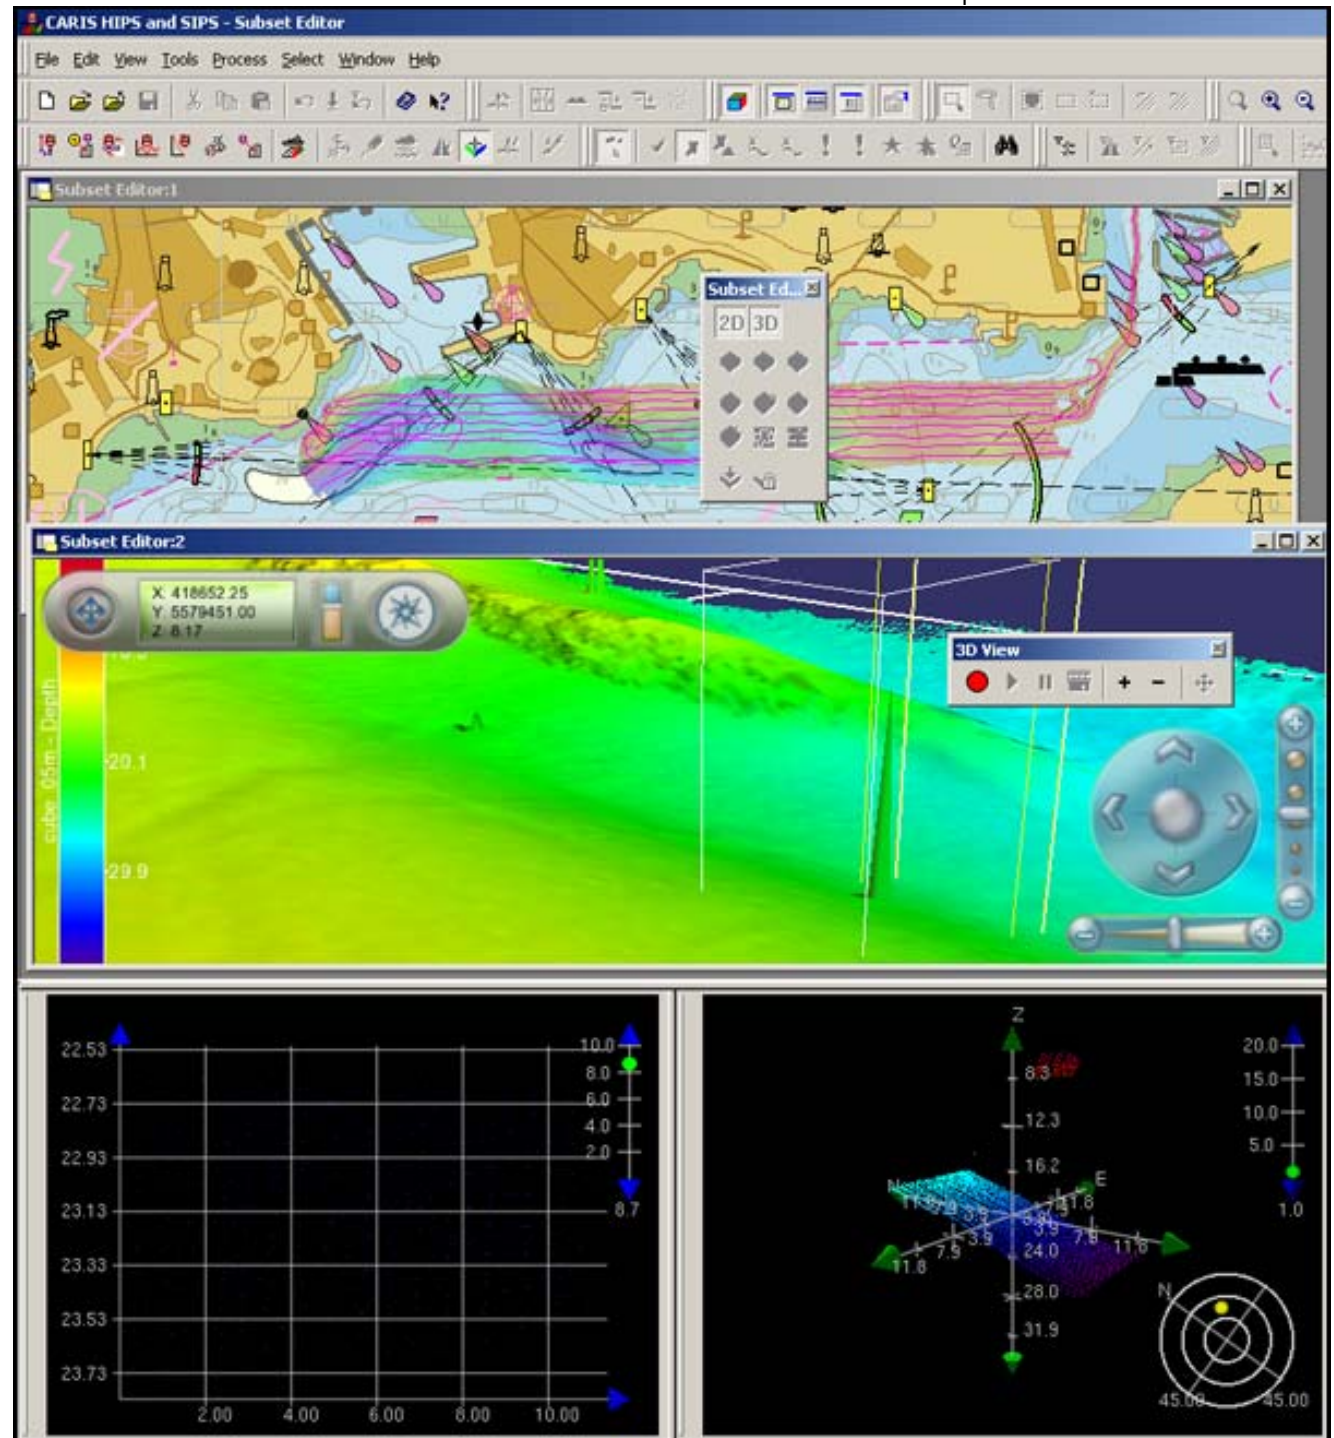 CARIS HIPS and SIPS - Subset Editor
File Edit View Tools Process Select Window Help
Subset Editor:1
Subset Ed...
2D 3D
Subset Editor:2
X: 418652.25
Y: 5579451.00
Z: 8.17
3D View
cube_05m - Depth
20.1
29.9
22.53
22.73
22.93
23.13
23.33
23.53
23.73
2.00 4.00 6.00 8.00 10.00
10.0
8.0
6.0
4.0
2.0
8.7
Z
8.3
12.3
16.2
24.0
28.0
31.9
N
E
11.8 7.9 3.9
3.9 7.9 11.8
20.0
15.0
10.0
5.0
1.0
N
45.00 45.00